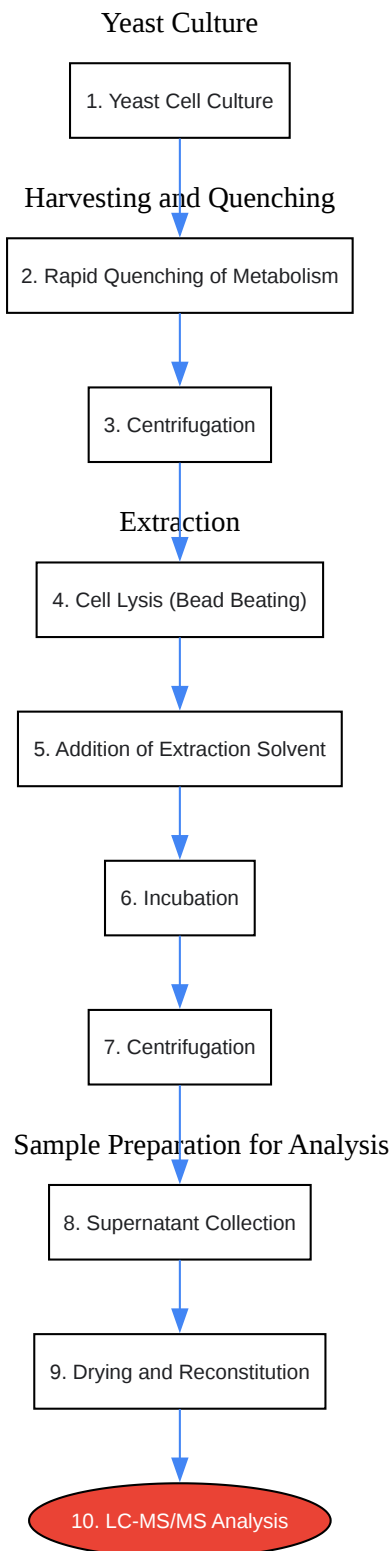 Yeast Culture
1. Yeast Cell Culture
Harvesting and Quenching
2. Rapid Quenching of Metabolism
3. Centrifugation
Extraction
4. Cell Lysis (Bead Beating)
5. Addition of Extraction Solvent
6. Incubation
7. Centrifugation
Sample Preparation for Analysis
8. Supernatant Collection
9. Drying and Reconstitution
10. LC-MS/MS Analysis